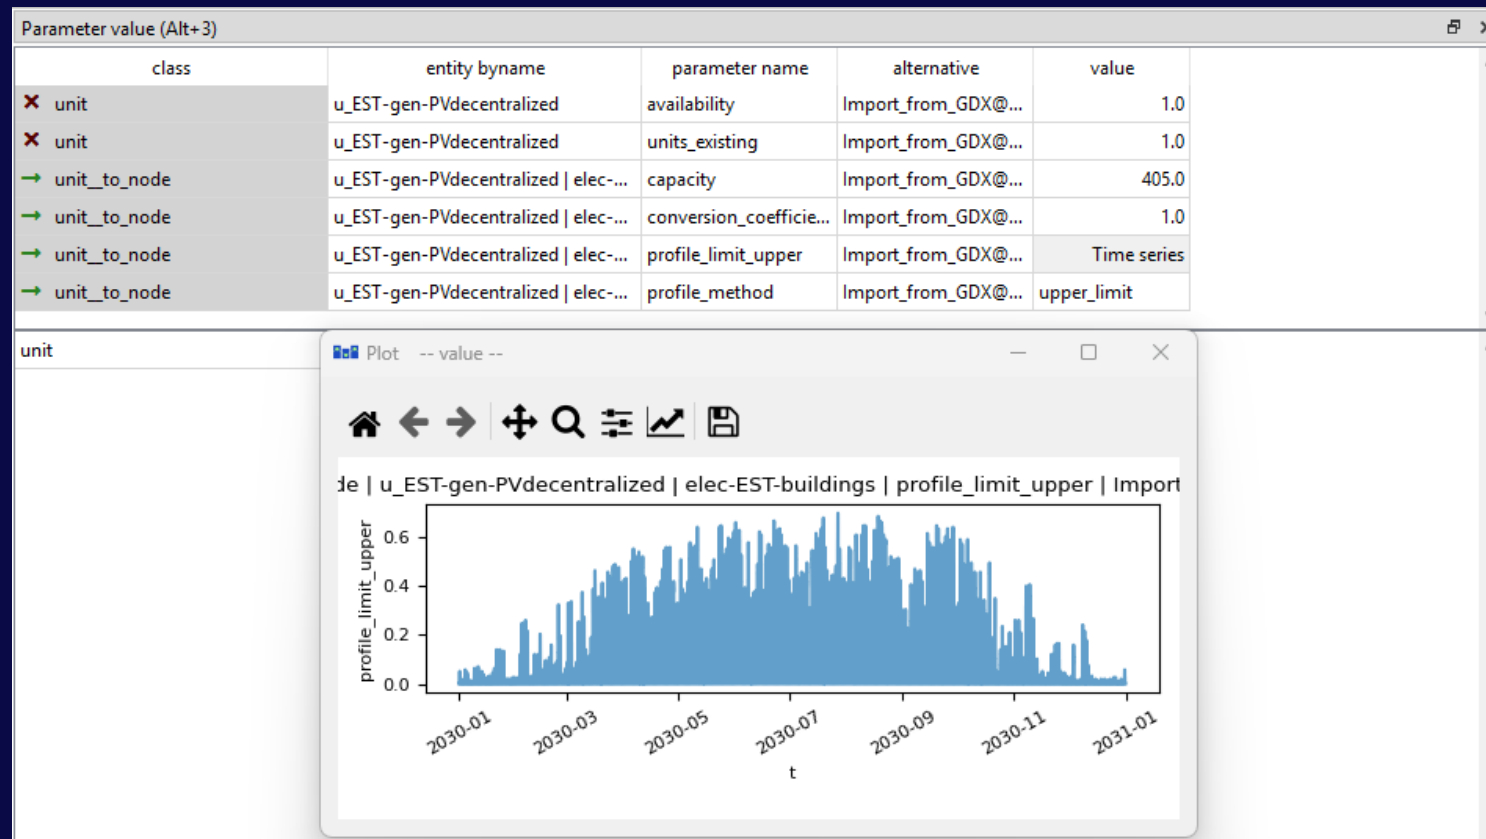 Parameter value (Alt+3)
class entity byname parameter name alternative value
unit u_EST-gen-PVdecentralized availability Import_from_GDX@... 1.0
unit u_EST-gen-PVdecentralized units_existing Import_from_GDX@... 1.0
unit__to_node u_EST-gen-PVdecentralized | elec-... capacity Import_from_GDX@... 405.0
unit__to_node u_EST-gen-PVdecentralized | elec-... conversion_coefficie... Import_from_GDX@... 1.0
unit__to_node u_EST-gen-PVdecentralized | elec-... profile_limit_upper Import_from_GDX@... Time series
unit__to_node u_EST-gen-PVdecentralized | elec-... profile_method Import_from_GDX@... upper_limit
unit
Plot -- value --
de | u_EST-gen-PVdecentralized | elec-EST-buildings | profile_limit_upper | Import
profile_limit_upper
0.6
0.4
0.2
0.0
2030-01 2030-03 2030-05 2030-07 2030-09 2030-11 2031-01
t